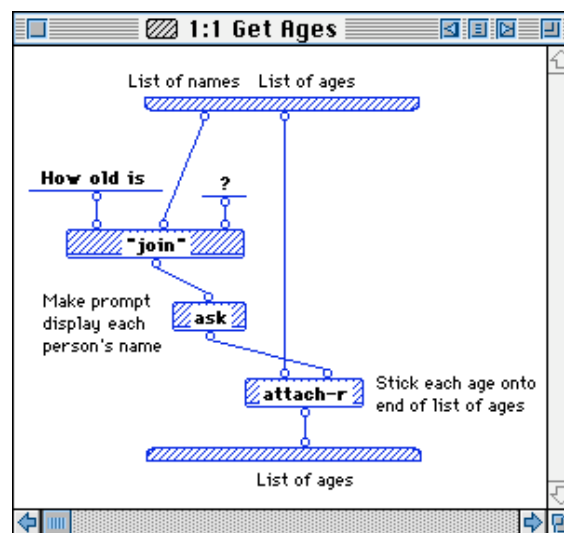 1:1 Get Ages
List of names List of ages
How old is
?
"join"
Make prompt
display each
person's name
ask
attach-r
Stick each age onto
end of list of ages
List of ages